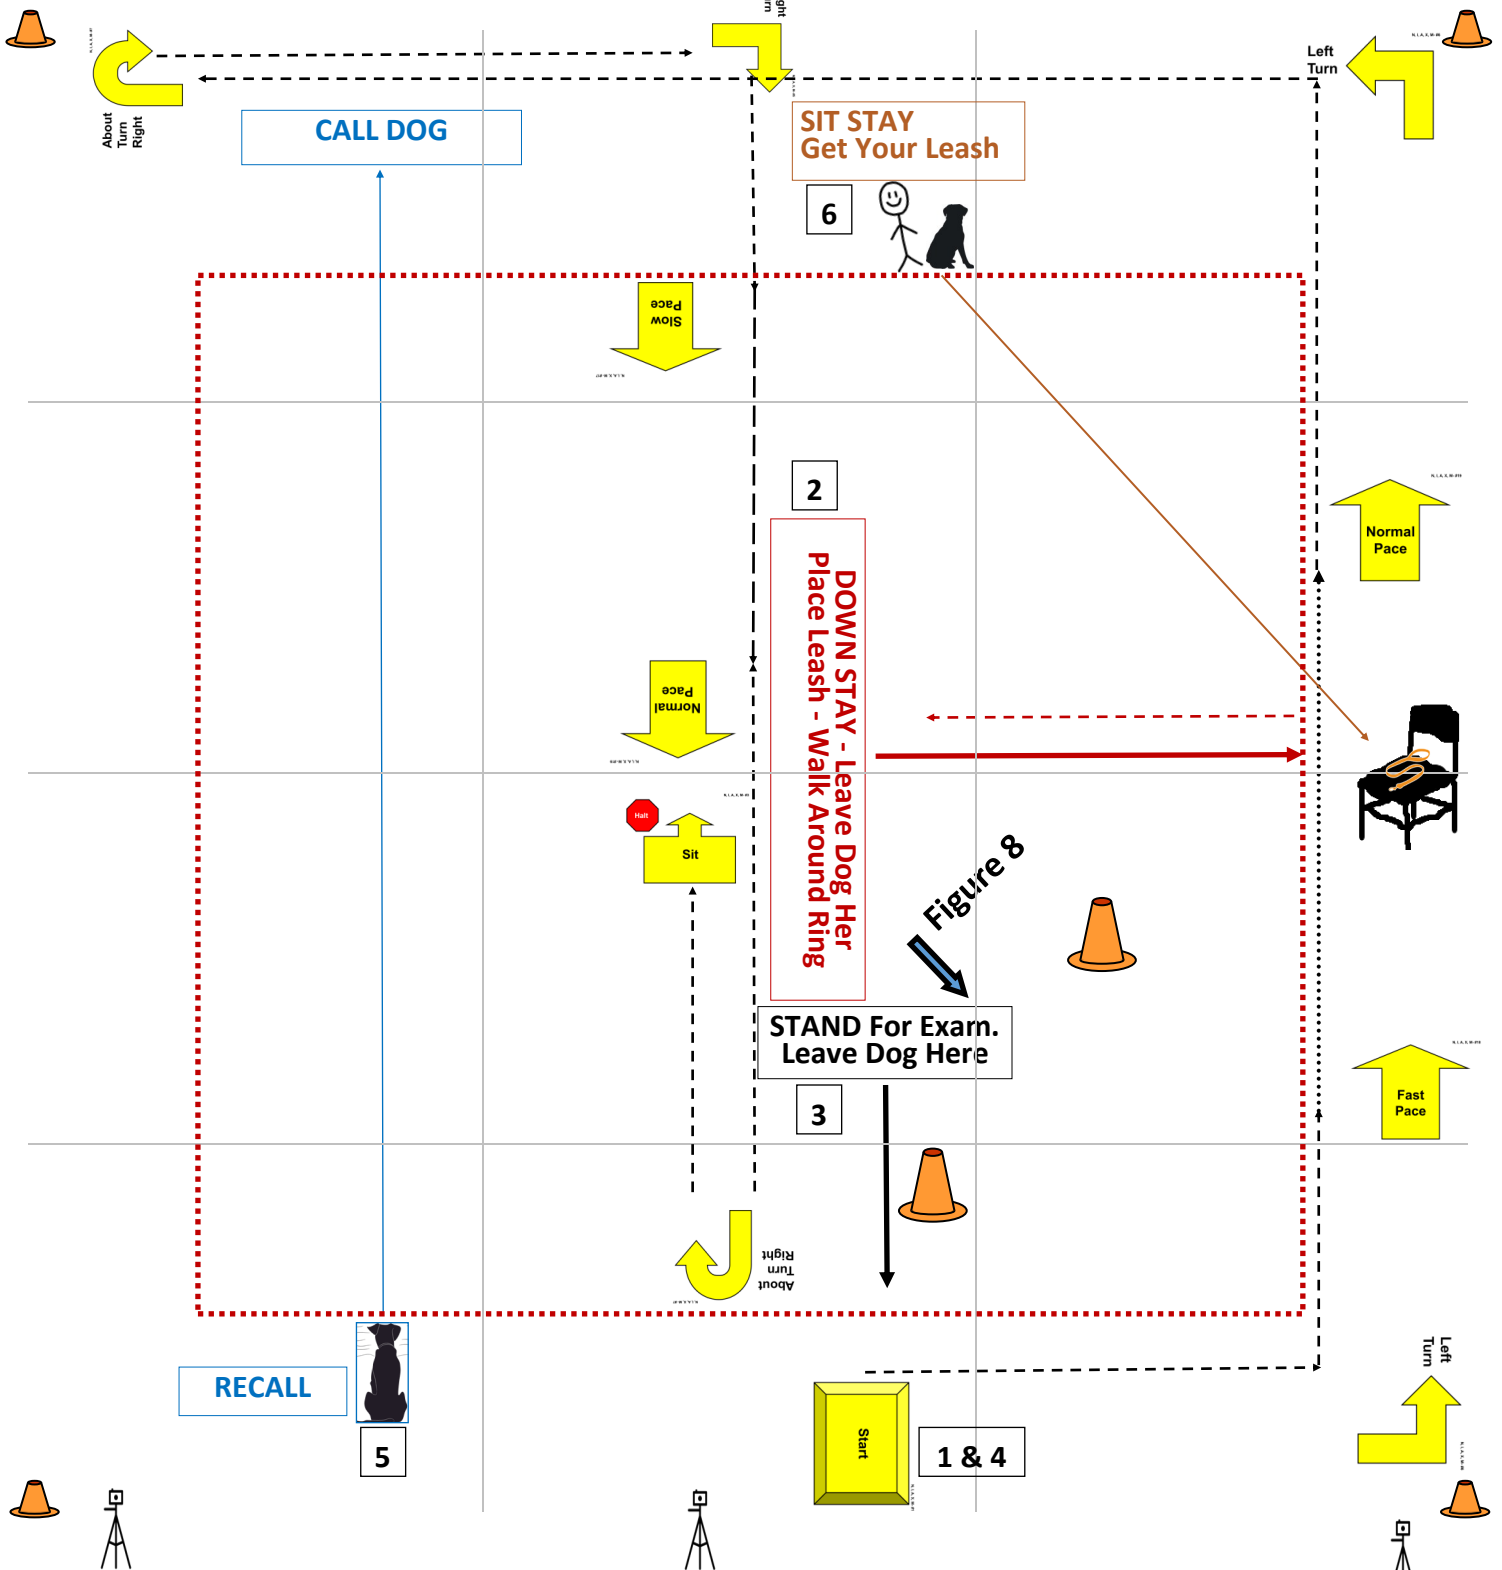 ght
rn
Left
Turn
About
Turn
Right
CALL DOG
SIT STAY
Get Your Leash
6
Slow
Pace
2
Normal
Pace
DOWN STAY - Leave Dog Her
Place Leash - Walk Around Ring
Normal
Pace
Halt
Sit
Figure 8
STAND For Exam.
Leave Dog Here
3
Fast
Pace
About
Turn
Right
Left
Turn
RECALL
5
Start
1 & 4